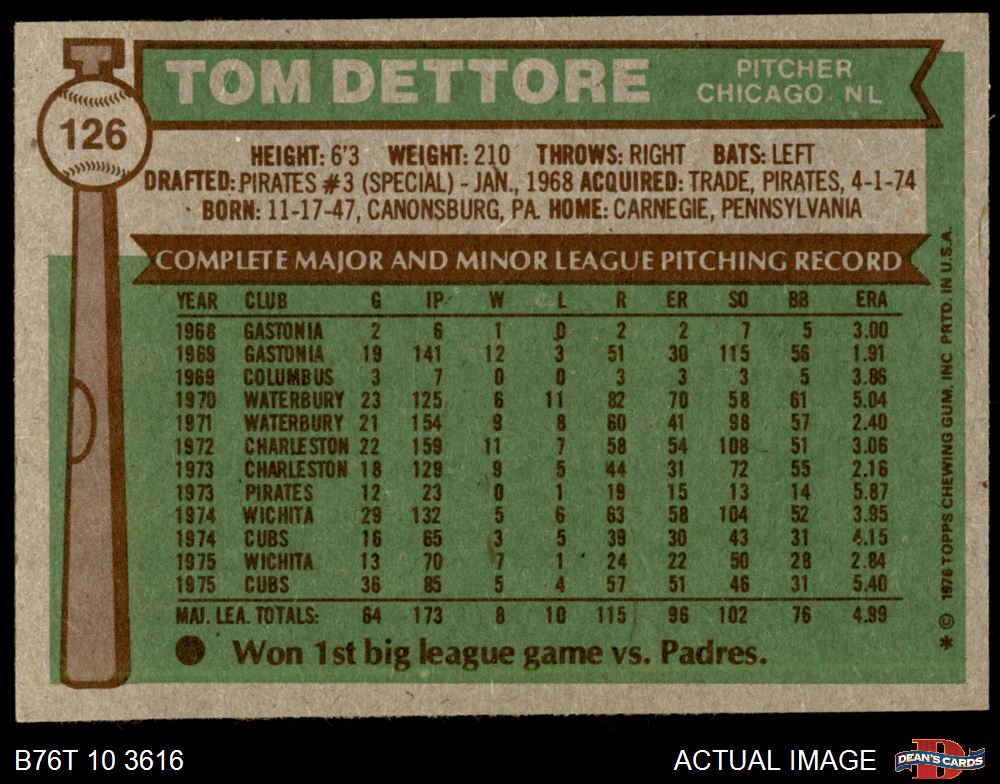 TOM DETTORE
PITCHER
CHICAGO NL
126
HEIGHT: 6'3 WEIGHT: 210 THROWS: RIGHT BATS: LEFT
DRAFTED: PIRATES #3 (SPECIAL) - JAN., 1968 ACQUIRED: TRADE, PIRATES, 4-1-74
BORN: 11-17-47, CANONSBURG, PA. HOME: CARNEGIE, PENNSYLVANIA
COMPLETE MAJOR AND MINOR LEAGUE PITCHING RECORD
YEAR CLUB G IP W L R ER SO BB ERA
1968 GASTONIA 2 6 1 0 2 2 7 5 3.00
1969 GASTONIA 19 141 12 3 51 30 115 56 1.91
1969 COLUMBUS 3 7 0 0 3 3 3 5 3.86
1970 WATERBURY 23 125 6 11 82 70 58 61 5.04
1971 WATERBURY 21 154 9 8 60 41 98 57 2.40
1972 CHARLESTON 22 159 11 7 58 54 108 51 3.06
1973 CHARLESTON 18 129 9 5 44 31 72 55 2.16
1973 PIRATES 12 23 0 1 19 15 13 14 5.87
1974 WICHITA 29 132 5 6 63 58 104 52 3.95
1974 CUBS 16 65 3 5 39 30 43 31 4.15
1975 WICHITA 13 70 7 1 24 22 50 28 2.84
1975 CUBS 36 85 5 4 57 51 46 31 5.40
MAJ. LEA. TOTALS: 64 173 8 10 115 96 102 76 4.99
Won 1st big league game vs. Padres.
* © 1976 TOPPS CHEWING GUM, INC PRTD. IN U.S.A.
B76T 10 3616
ACTUAL IMAGE
D
DEAN'S CARDS